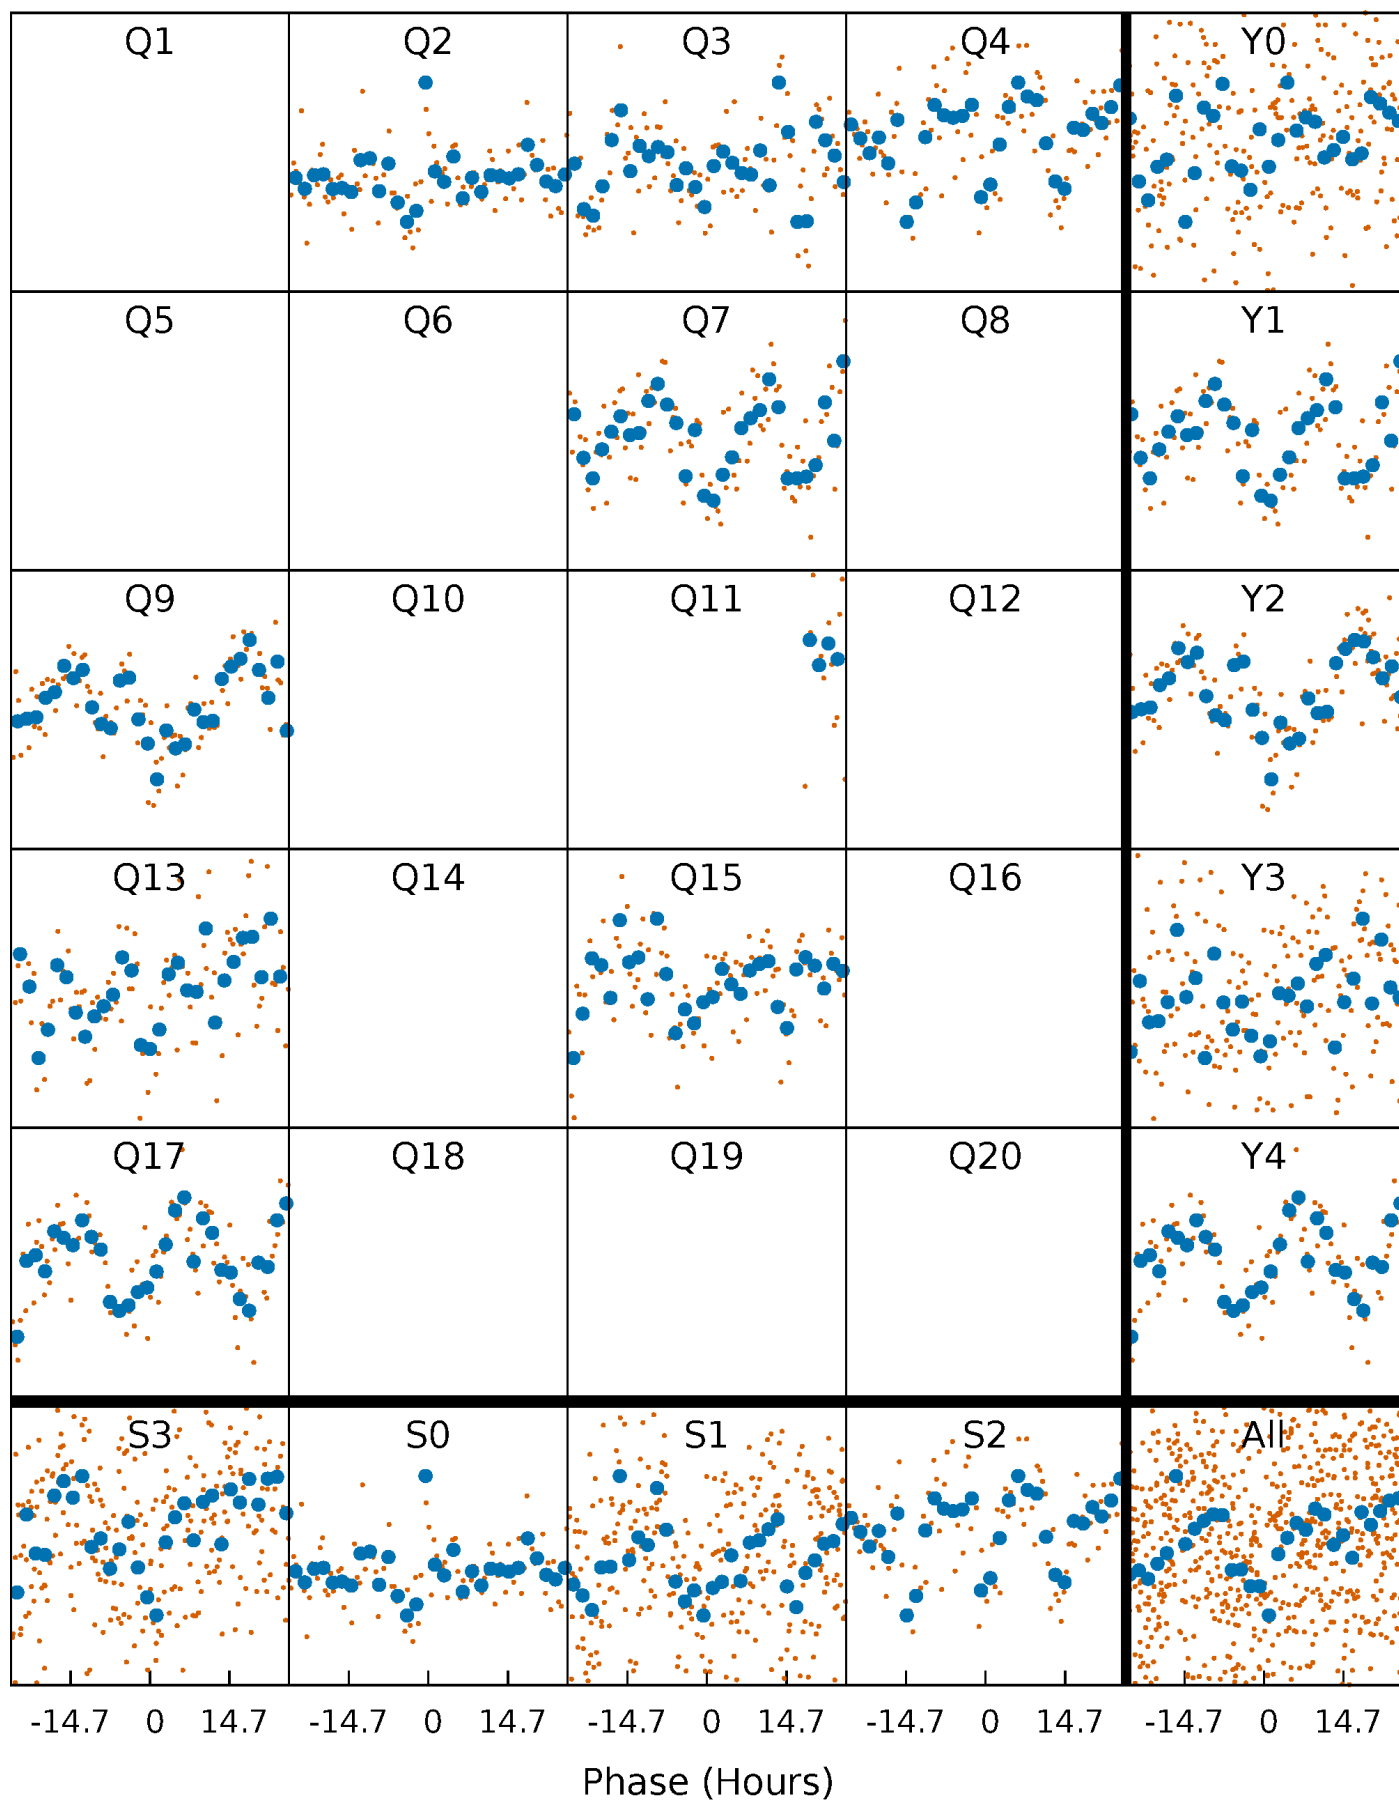 Q1 Q2 Q3 Q4 Y0
Q5 Q6 Q7 Q8 Y1
Q9 Q10 Q11 Q12 Y2
Q13 Q14 Q15 Q16 Y3
Q17 Q18 Q19 Q20 Y4
S3 S0 S1 S2 All
-14.7 0 14.7 -14.7 0 14.7 -14.7 0 14.7 -14.7 0 14.7 -14.7 0 14.7
Phase (Hours)